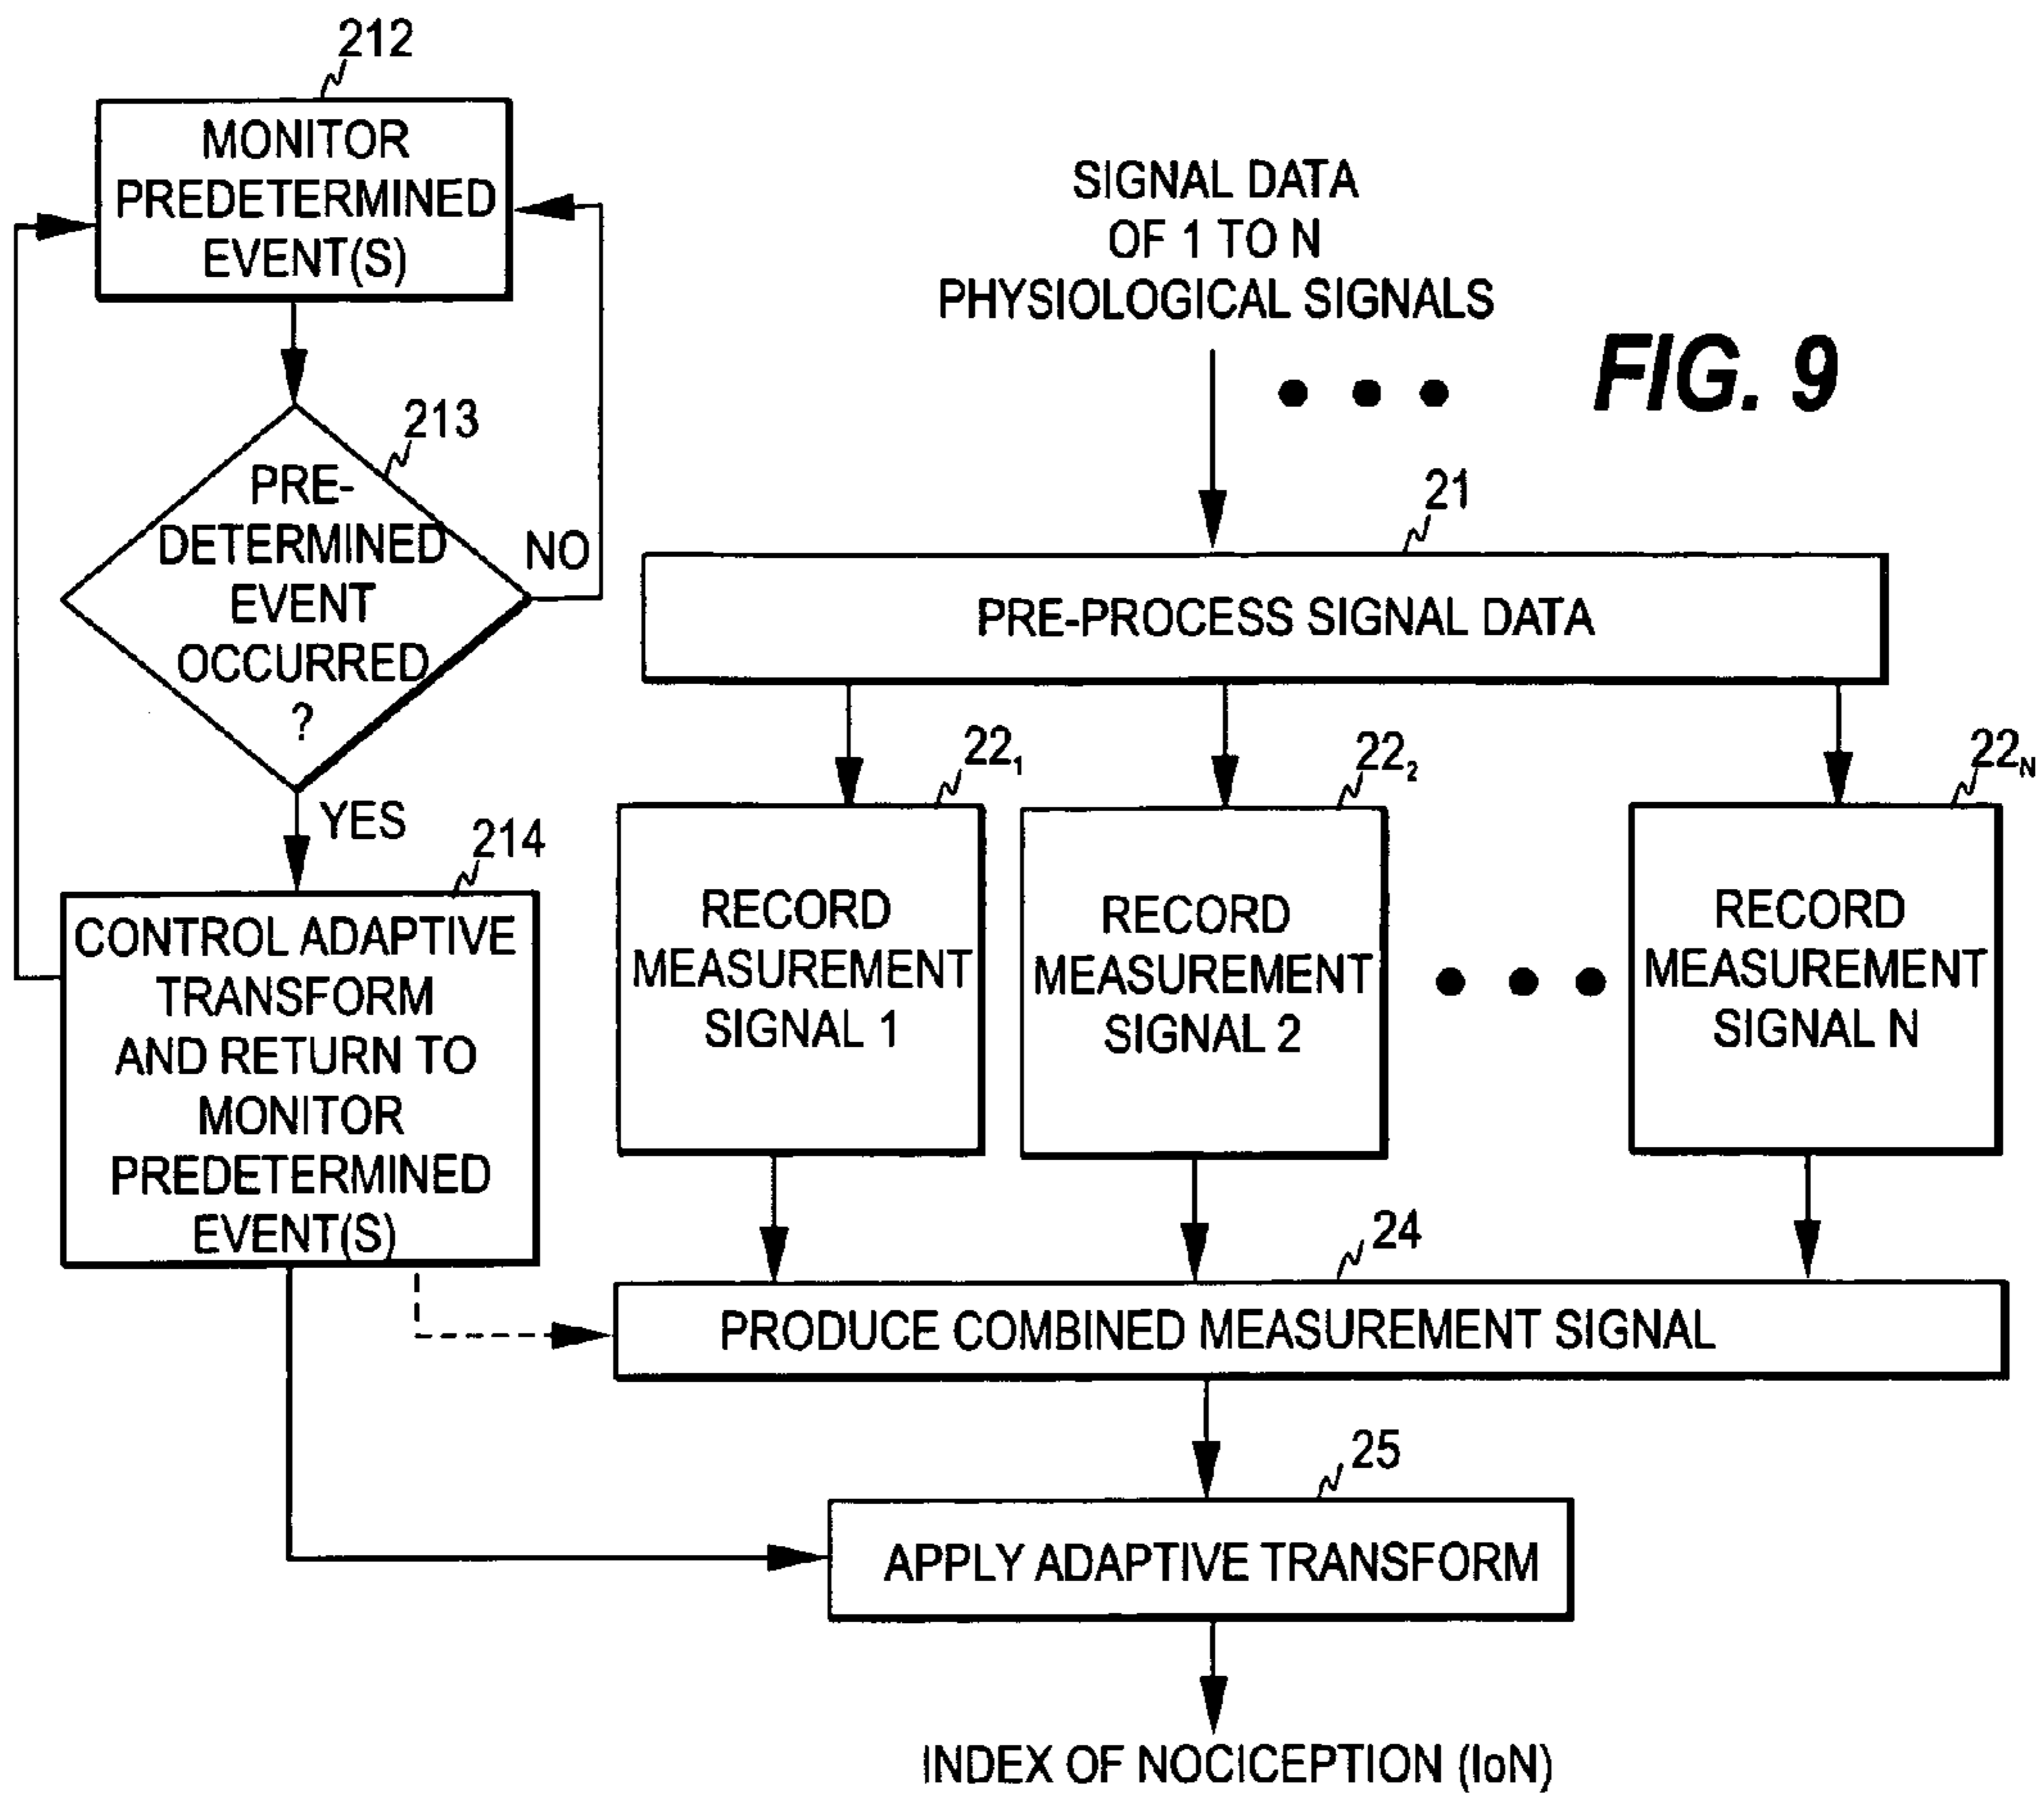 212
MONITOR
PREDETERMINED
EVENT(S)
213
PRE-
DETERMINED
EVENT
OCCURRED
?
NO
YES
214
CONTROL ADAPTIVE
TRANSFORM
AND RETURN TO
MONITOR
PREDETERMINED
EVENT(S)
SIGNAL DATA
OF 1 TO N
PHYSIOLOGICAL SIGNALS
FIG. 9
21
PRE-PROCESS SIGNAL DATA
22₁
RECORD
MEASUREMENT
SIGNAL 1
22₂
RECORD
MEASUREMENT
SIGNAL 2
22N
RECORD
MEASUREMENT
SIGNAL N
24
PRODUCE COMBINED MEASUREMENT SIGNAL
25
APPLY ADAPTIVE TRANSFORM
INDEX OF NOCICEPTION (IoN)